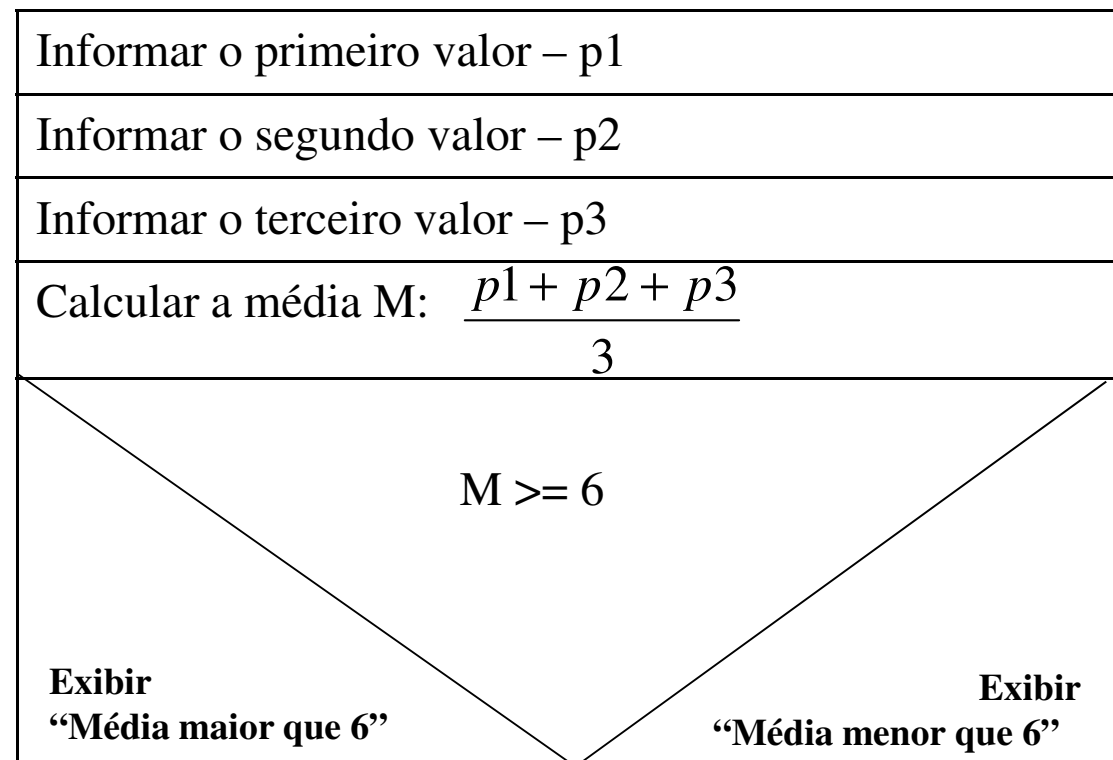 Informar o primeiro valor – p1
Informar o segundo valor – p2
Informar o terceiro valor – p3
Calcular a média M: p1 + p2 + p3
3
M >= 6
Exibir
“Média maior que 6”
Exibir
“Média menor que 6”